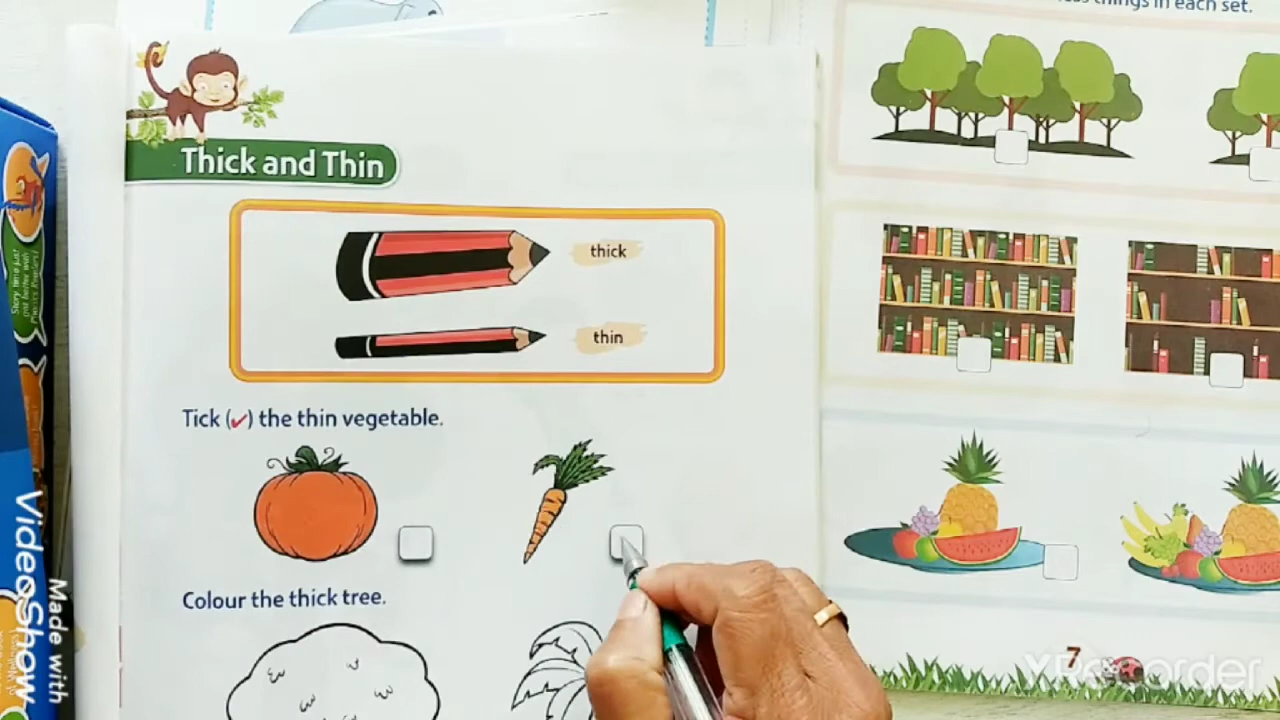 things in each set.
Thick and Thin
thick
thin
Tick (✓) the thin vegetable.
Colour the thick tree.
7
Made with
VideoShow
XRecorder